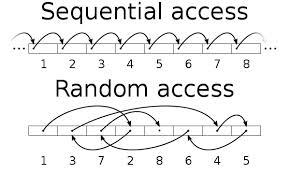 Sequential access
... ...
1 2 3 4 5 6 7 8
Random access
1 3 7 2 8 6 4 5